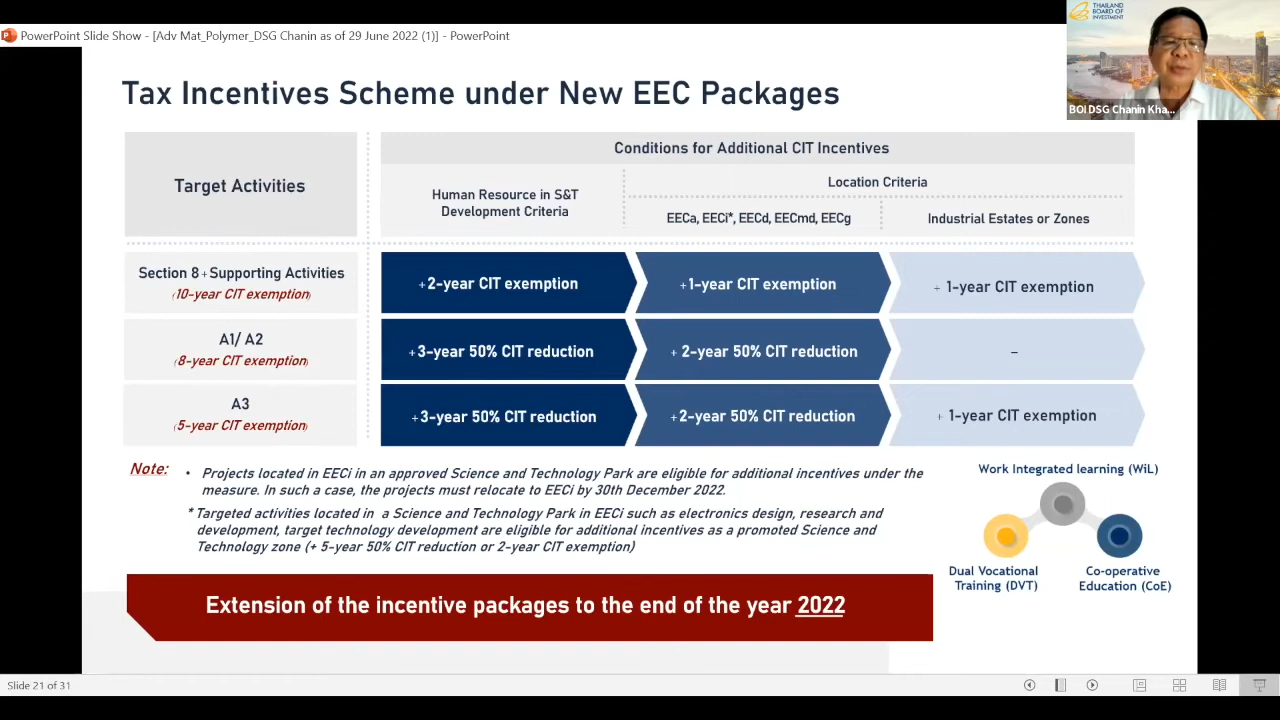 PowerPoint Slide Show - [Adv Mat_Polymer_DSG Chanin as of 29 June 2022 (1)] - PowerPoint
THAILAND
BOARD OF
INVESTMENT
BOI DSG Chanin Kha...
Tax Incentives Scheme under New EEC Packages
Target Activities
Conditions for Additional CIT Incentives
Human Resource in S&T
Development Criteria
Location Criteria
EECa, EECi*, EECd, EECmd, EECg
Industrial Estates or Zones
Section 8 + Supporting Activities
(10-year CIT exemption)
+2-year CIT exemption
+1-year CIT exemption
+ 1-year CIT exemption
A1/ A2
(8-year CIT exemption)
+3-year 50% CIT reduction
+ 2-year 50% CIT reduction
–
A3
(5-year CIT exemption)
+3-year 50% CIT reduction
+2-year 50% CIT reduction
+ 1-year CIT exemption
Note:
• Projects located in EECi in an approved Science and Technology Park are eligible for additional incentives under the
measure. In such a case, the projects must relocate to EECi by 30th December 2022.
* Targeted activities located in a Science and Technology Park in EECi such as electronics design, research and
development, target technology development are eligible for additional incentives as a promoted Science and
Technology zone (+ 5-year 50% CIT reduction or 2-year CIT exemption)
Work Integrated learning (WiL)
Dual Vocational
Training (DVT)
Co-operative
Education (CoE)
Extension of the incentive packages to the end of the year 2022
Slide 21 of 31